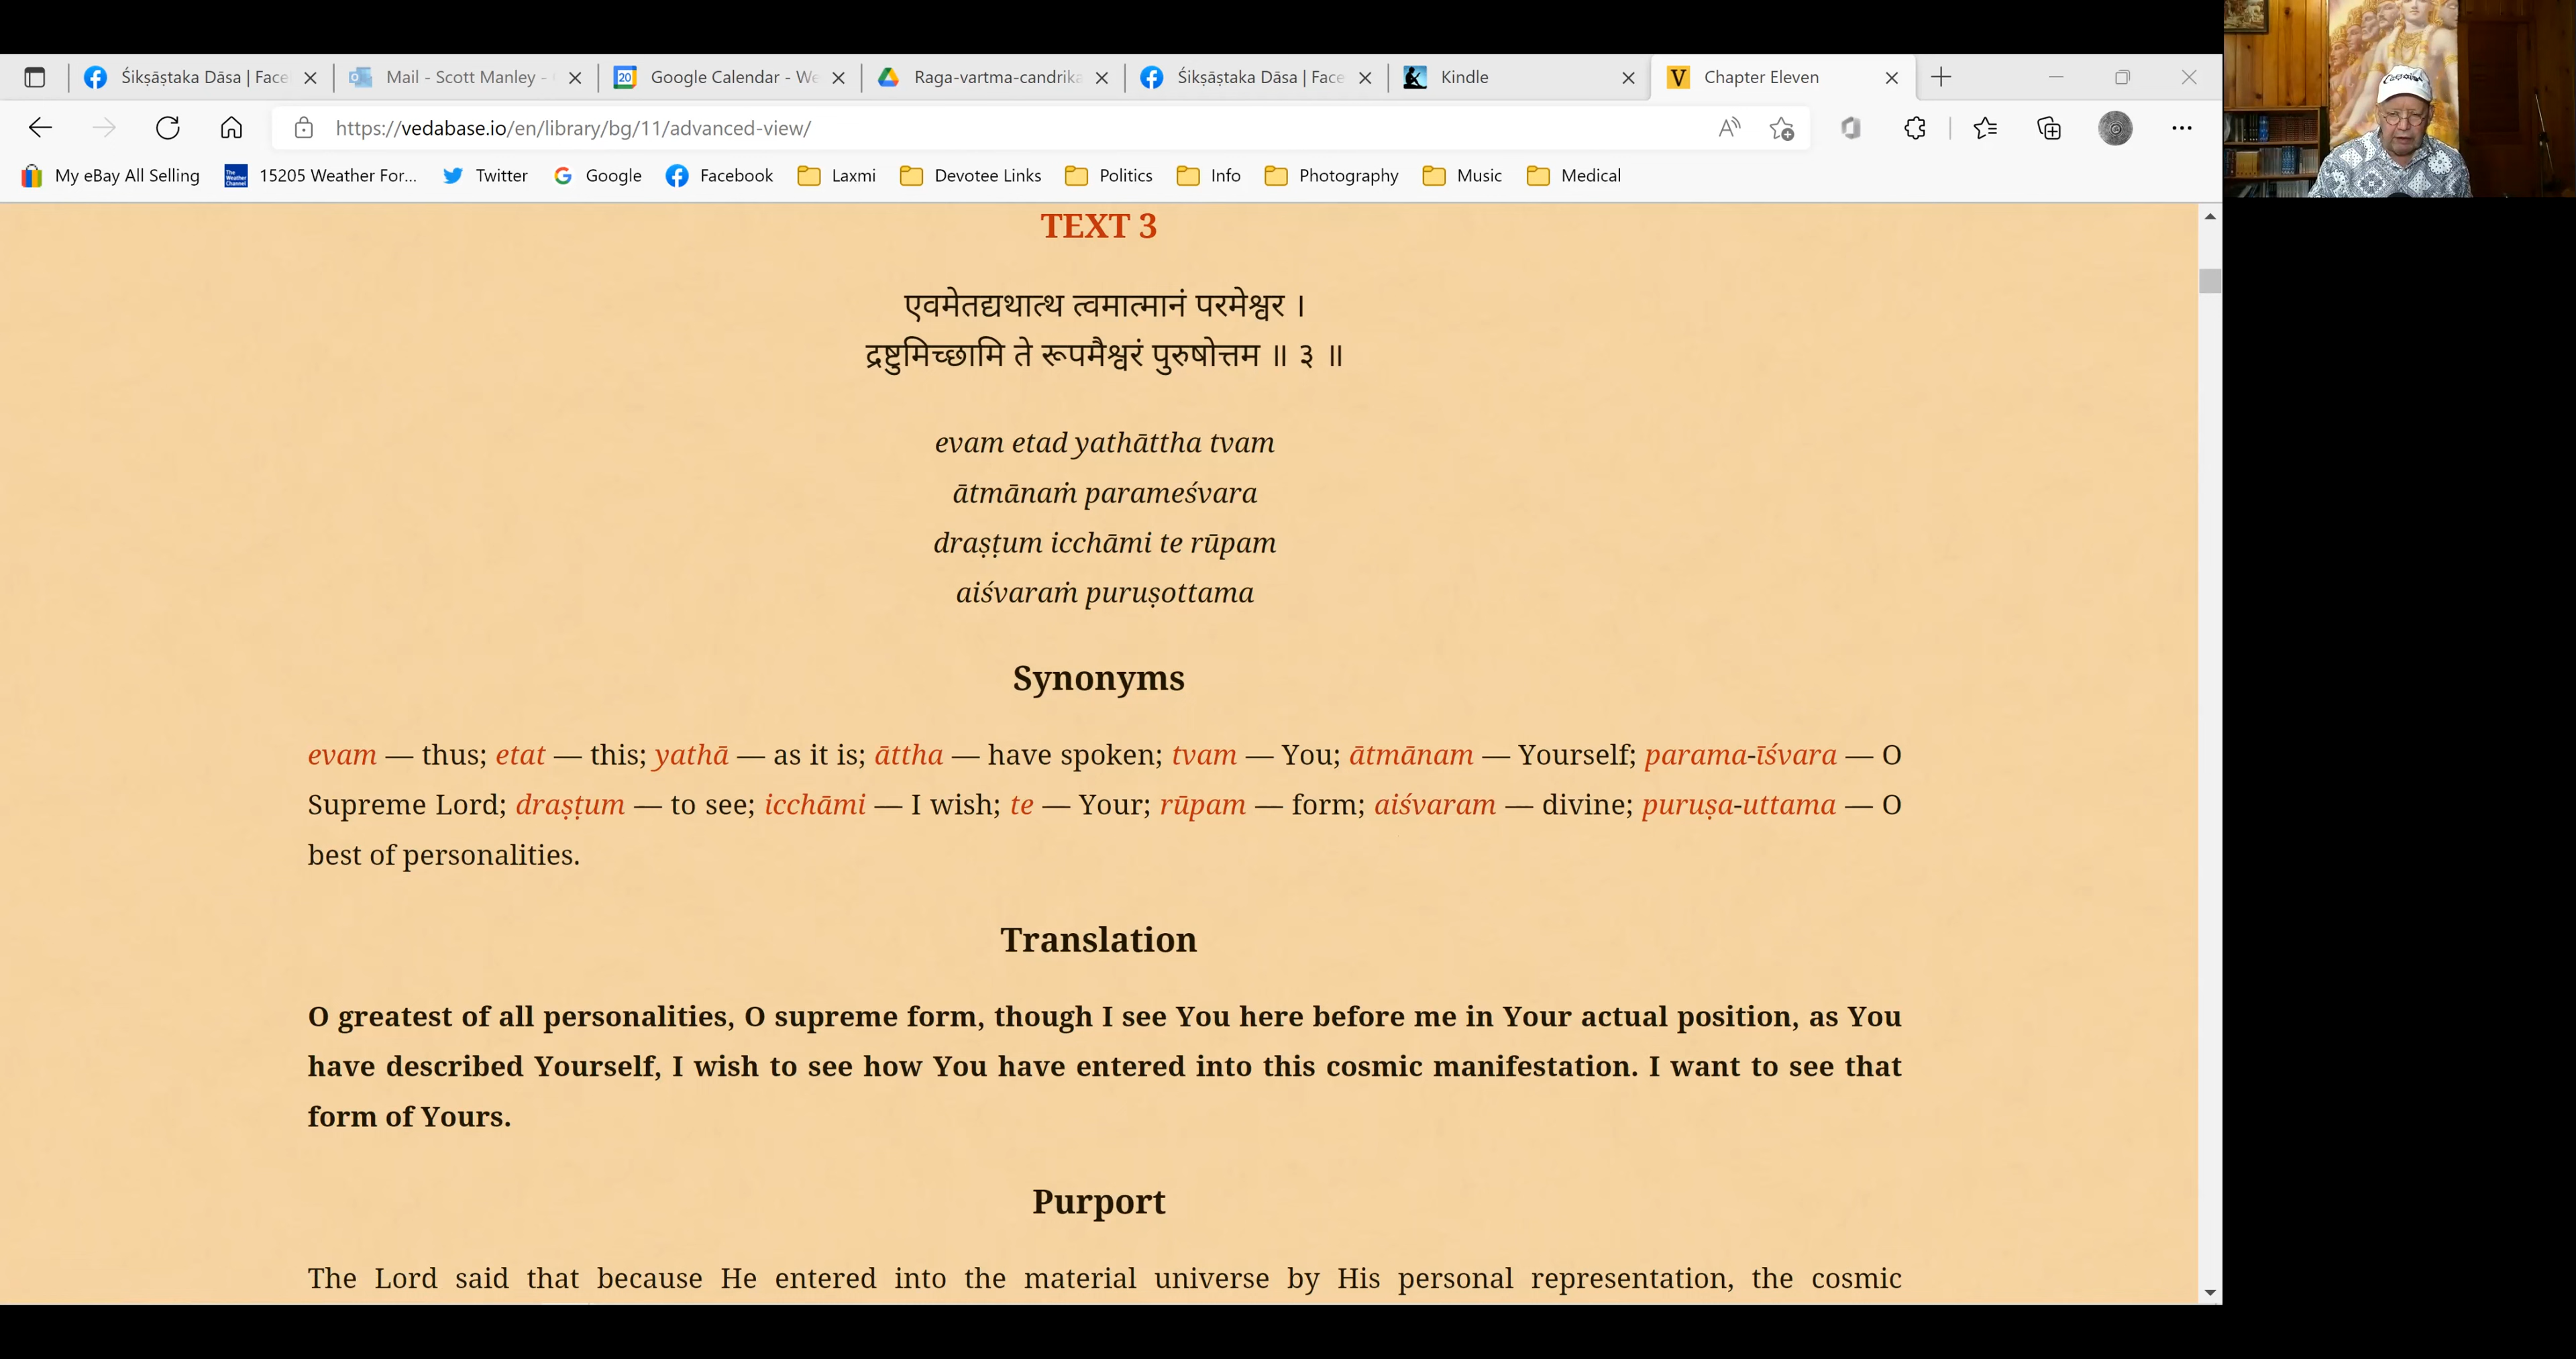 Śikṣāṣṭaka Dāsa | Face
Mail - Scott Manley -
Google Calendar - We
Raga-vartma-candrika
Śikṣāṣṭaka Dāsa | Face
Kindle
Chapter Eleven
https://vedabase.io/en/library/bg/11/advanced-view/
My eBay All Selling
15205 Weather For...
Twitter
Google
Facebook
Laxmi
Devotee Links
Politics
Info
Photography
Music
Medical
TEXT 3
एवमेतद्यथात्थ त्वमात्मानं परमेश्वर ।
द्रष्टुमिच्छामि ते रूपमैश्वरं पुरुषोत्तम ॥ ३ ॥
evam etad yathāttha tvam
ātmānaṁ parameśvara
draṣṭum icchāmi te rūpam
aiśvaraṁ puruṣottama
Synonyms
evam — thus; etat — this; yathā — as it is; āttha — have spoken; tvam — You; ātmānam — Yourself; parama-īśvara — O
Supreme Lord; draṣṭum — to see; icchāmi — I wish; te — Your; rūpam — form; aiśvaram — divine; puruṣa-uttama — O
best of personalities.
Translation
O greatest of all personalities, O supreme form, though I see You here before me in Your actual position, as You
have described Yourself, I wish to see how You have entered into this cosmic manifestation. I want to see that
form of Yours.
Purport
The Lord said that because He entered into the material universe by His personal representation, the cosmic